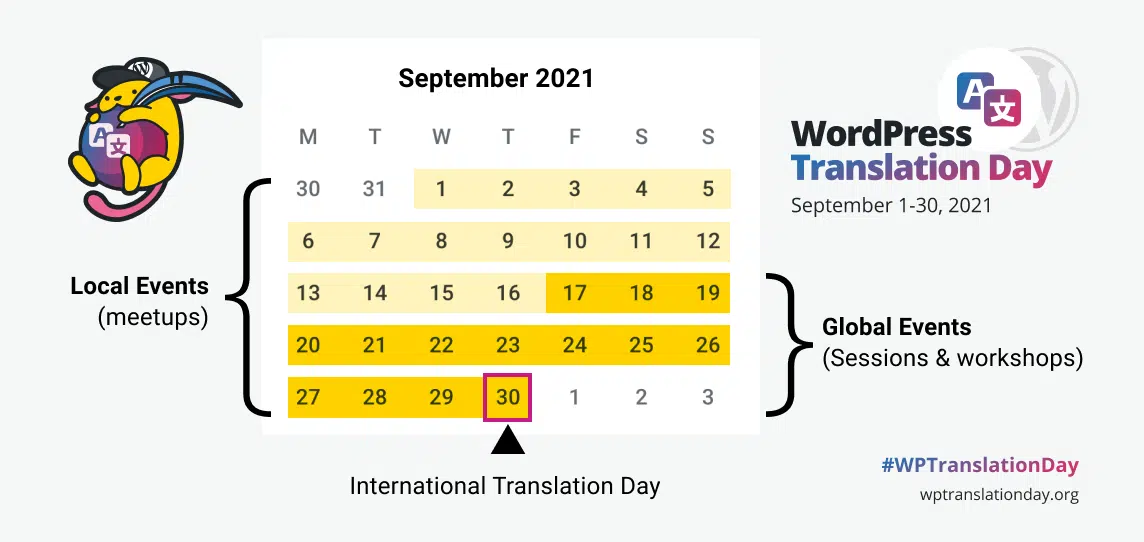 September 2021
M T W T F S S
30 31 1 2 3 4 5
6 7 8 9 10 11 12
13 14 15 16 17 18 19
20 21 22 23 24 25 26
27 28 29 30 1 2 3
Local Events
(meetups)
Global Events
(Sessions & workshops)
International Translation Day
A
文
W
A
文
W
WordPress
Translation Day
September 1-30, 2021
#WPTranslationDay
wptranslationday.org